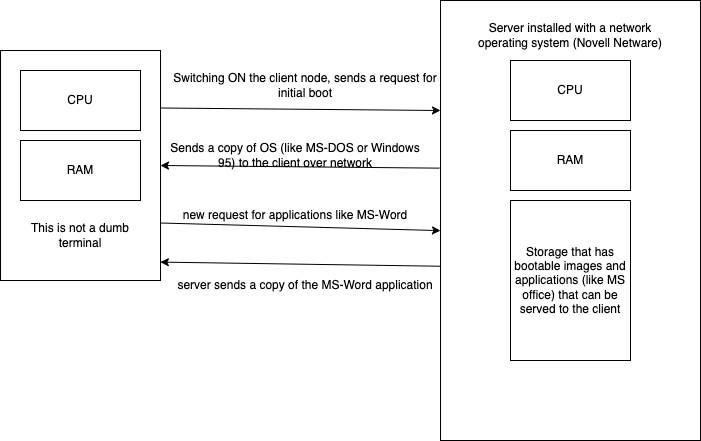 Server installed with a network
operating system (Novell Netware)
CPU
RAM
This is not a dumb
terminal
Switching ON the client node, sends a request for
initial boot
Sends a copy of OS (like MS-DOS or Windows
95) to the client over network
new request for applications like MS-Word
server sends a copy of the MS-Word application
CPU
RAM
Storage that has
bootable images and
applications (like MS
office) that can be
served to the client